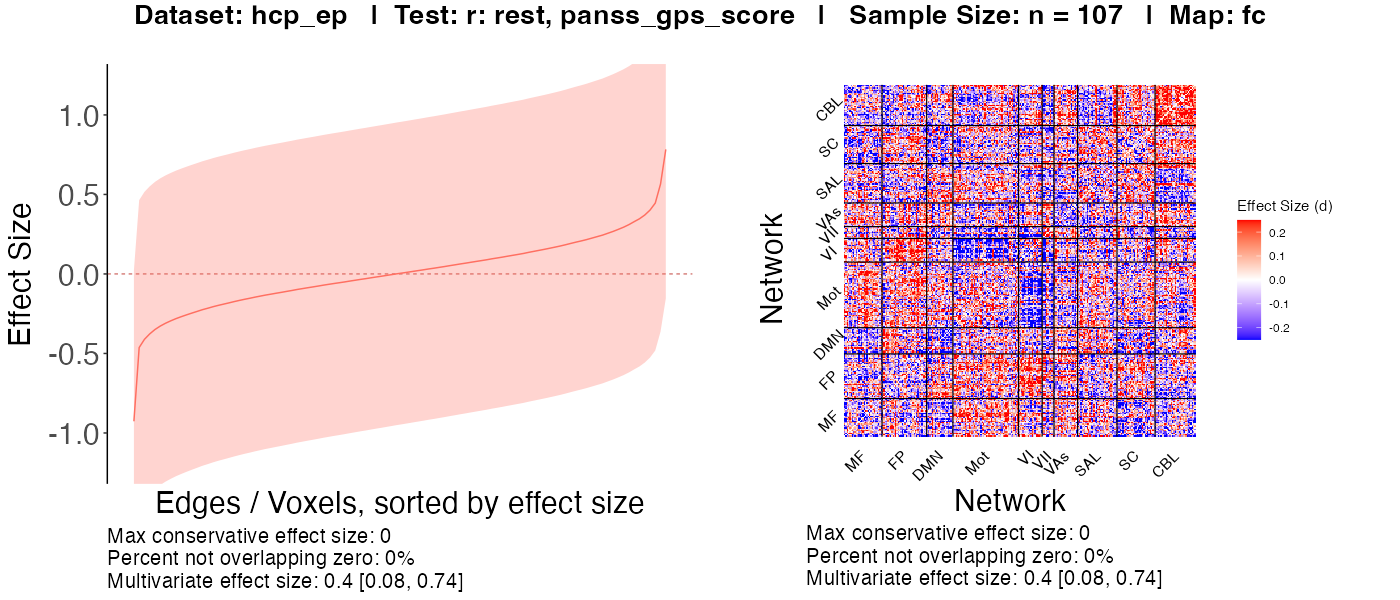 Dataset: hcp_ep | Test: r: rest, panss_gps_score | Sample Size: n = 107 | Map: fc
Effect Size
1.0
0.5
0.0
-0.5
-1.0
Edges / Voxels, sorted by effect size
Max conservative effect size: 0
Percent not overlapping zero: 0%
Multivariate effect size: 0.4 [0.08, 0.74]
Network
CBL
SC
SAL
VAs
VII
VI
Mot
DMN
FP
MF
MF FP DMN Mot VI VII VAs SAL SC CBL
Network
Max conservative effect size: 0
Percent not overlapping zero: 0%
Multivariate effect size: 0.4 [0.08, 0.74]
Effect Size (d)
0.2
0.1
0.0
-0.1
-0.2